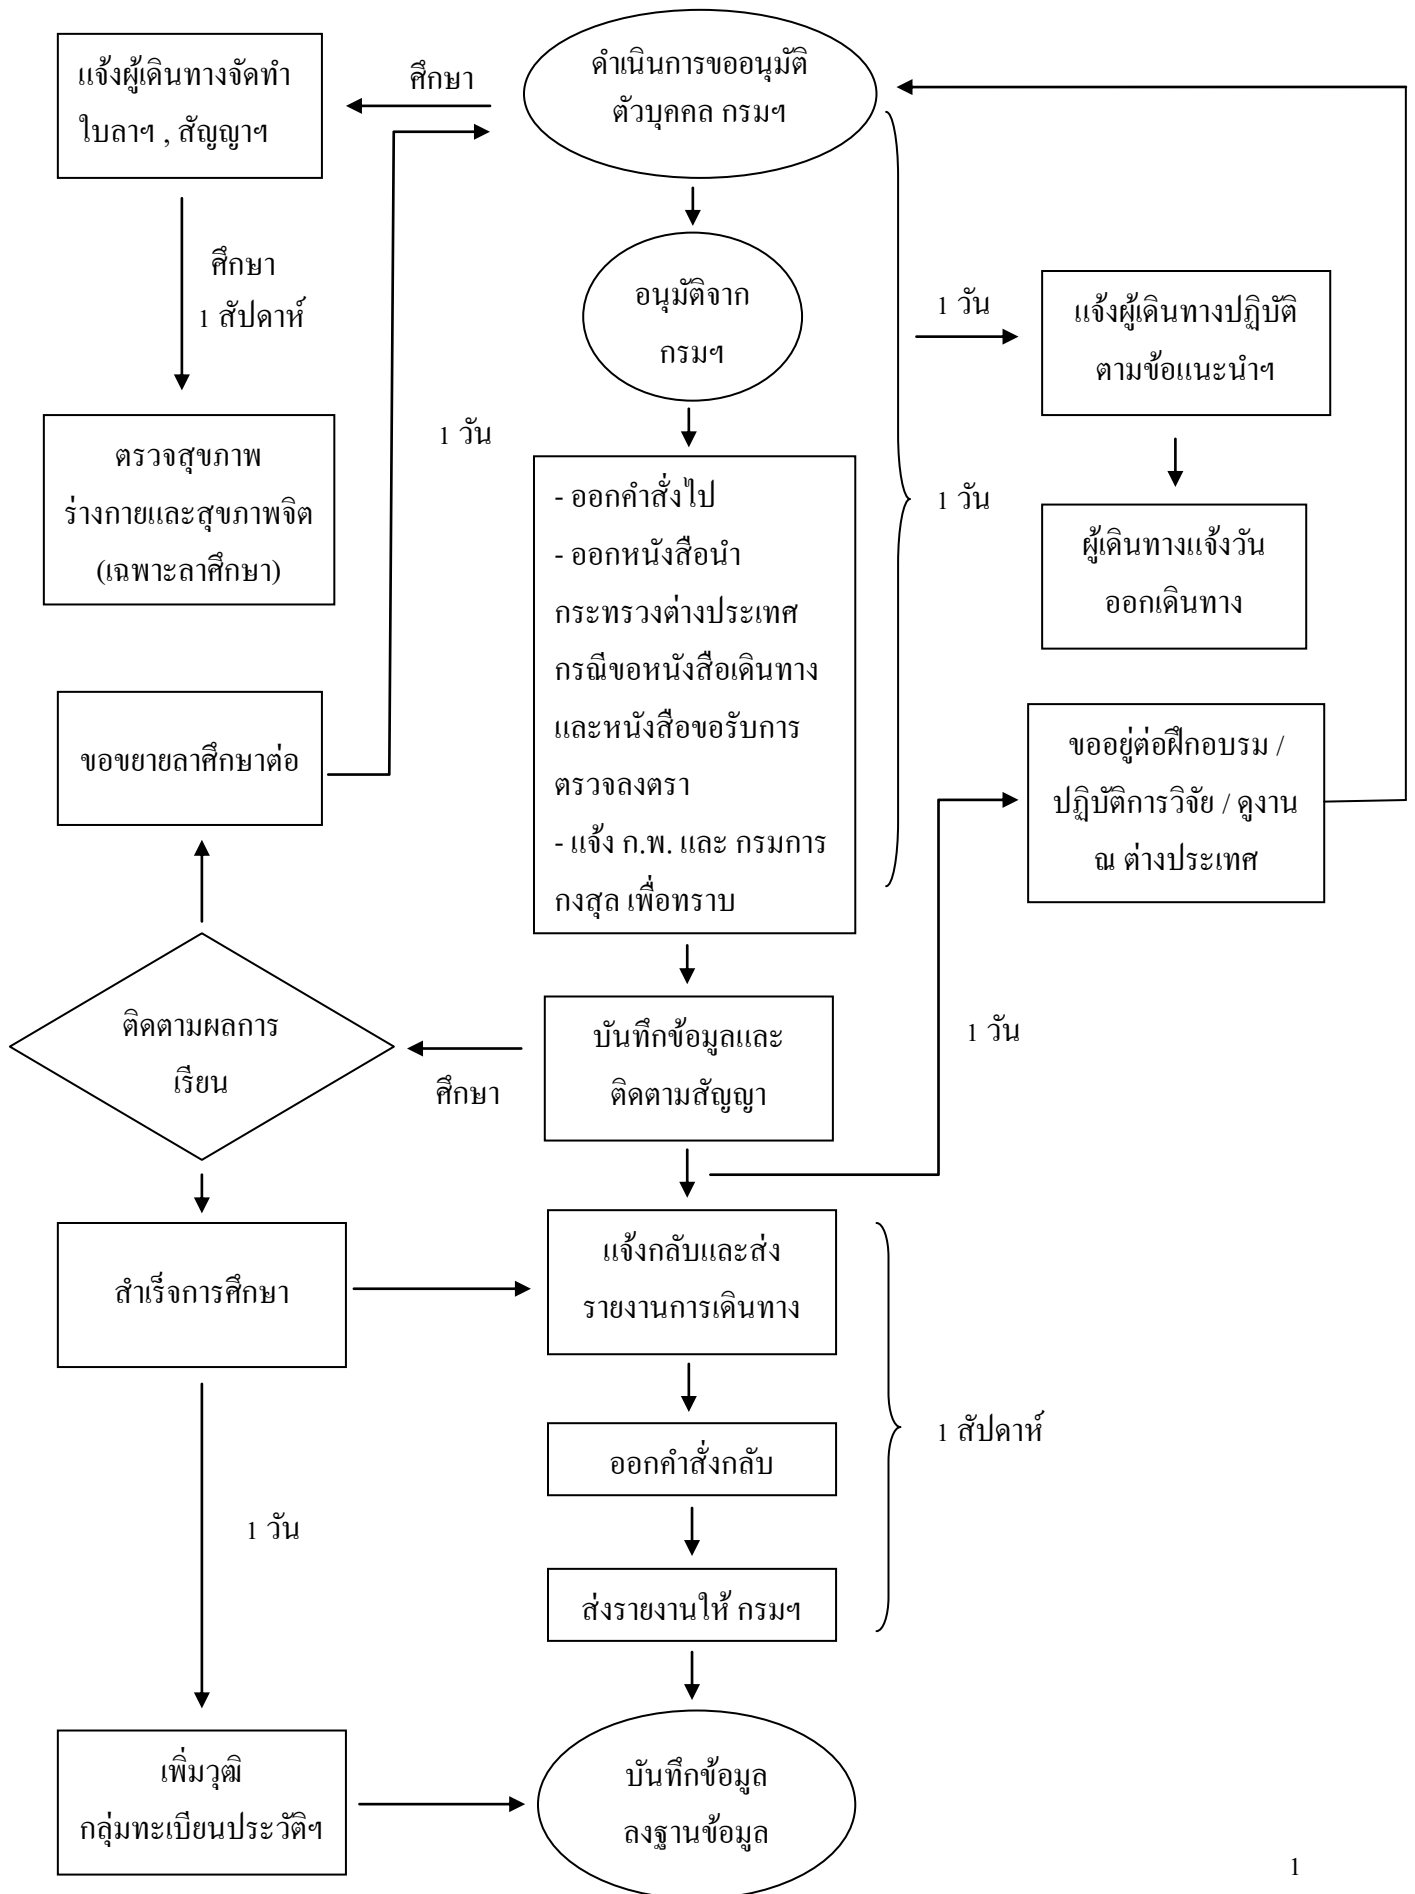 แจ้งผู้เดินทางจัดทำ
ใบลาฯ , สัญญาฯ
ศึกษา
ดำเนินการขออนุมัติ
ตัวบุคคล กรมฯ
ศึกษา
1 สัปดาห์
อนุมัติจาก
กรมฯ
1 วัน
แจ้งผู้เดินทางปฏิบัติ
ตามข้อแนะนำฯ
ตรวจสุขภาพ
ร่างกายและสุขภาพจิต
(เฉพาะลาศึกษา)
1 วัน
- ออกคำสั่งไป
- ออกหนังสือนำ
กระทรวงต่างประเทศ
กรณีขอหนังสือเดินทาง
และหนังสือขอรับการ
ตรวจลงตรา
- แจ้ง ก.พ. และ กรมการ
กงสุล เพื่อทราบ
1 วัน
ผู้เดินทางแจ้งวัน
ออกเดินทาง
ขอขยายลาศึกษาต่อ
ขออยู่ต่อฝึกอบรม /
ปฏิบัติการวิจัย / ดูงาน
ณ ต่างประเทศ
ติดตามผลการ
เรียน
ศึกษา
บันทึกข้อมูลและ
ติดตามสัญญา
1 วัน
สำเร็จการศึกษา
แจ้งกลับและส่ง
รายงานการเดินทาง
ออกคำสั่งกลับ
1 สัปดาห์
1 วัน
ส่งรายงานให้ กรมฯ
เพิ่มวุฒิ
กลุ่มทะเบียนประวัติฯ
บันทึกข้อมูล
ลงฐานข้อมูล
1